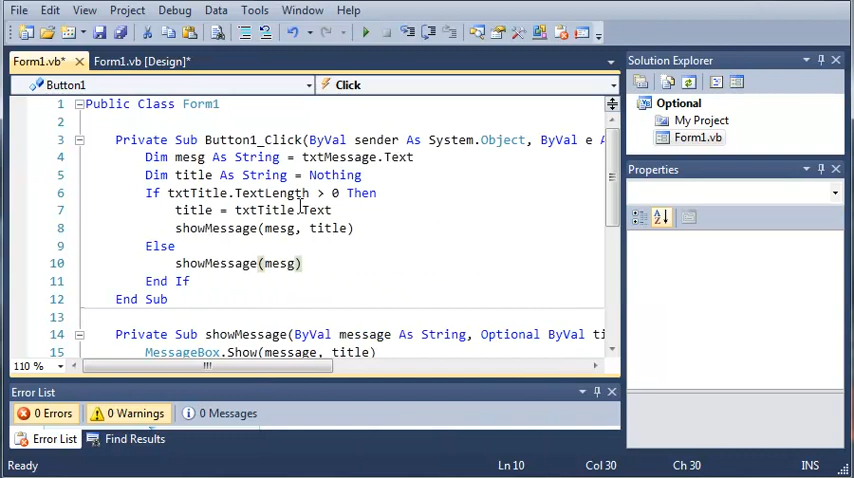 File Edit View Project Debug Data Tools Window Help
Form1.vb* Form1.vb [Design]*
Button1 Click
1 Public Class Form1
2
3 Private Sub Button1_Click(ByVal sender As System.Object, ByVal e A
4 Dim mesg As String = txtMessage.Text
5 Dim title As String = Nothing
6 If txtTitle.TextLength > 0 Then
7 title = txtTitle.Text
8 showMessage(mesg, title)
9 Else
10 showMessage(mesg)
11 End If
12 End Sub
13
14 Private Sub showMessage(ByVal message As String, Optional ByVal ti
15 MessageBox.Show(message, title)
110 %
Solution Explorer
Optional
My Project
Form1.vb
Properties
Error List
0 Errors 0 Warnings 0 Messages
Error List Find Results
Ready Ln 10 Col 30 Ch 30 INS